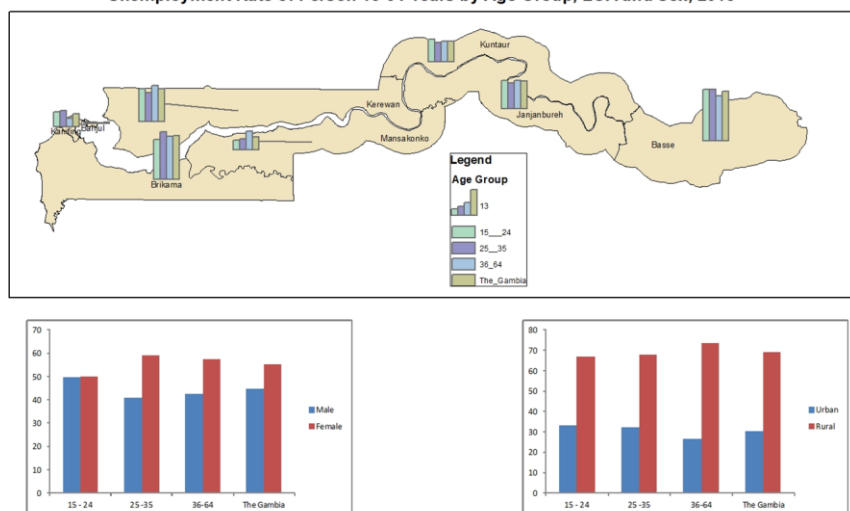 Kuntaur
Kerewan
Banjul
Mansakonko
Janjanbureh
Basse
Brikama
Legend
Age Group
13
15___24
25__35
36_64
The_Gambia
70
60
50
40
30
20
10
0
15 - 24
25 -35
36-64
The Gambia
Male
Female
80
70
60
50
40
30
20
10
0
15 - 24
25 -35
36-64
The Gambia
Urban
Rural